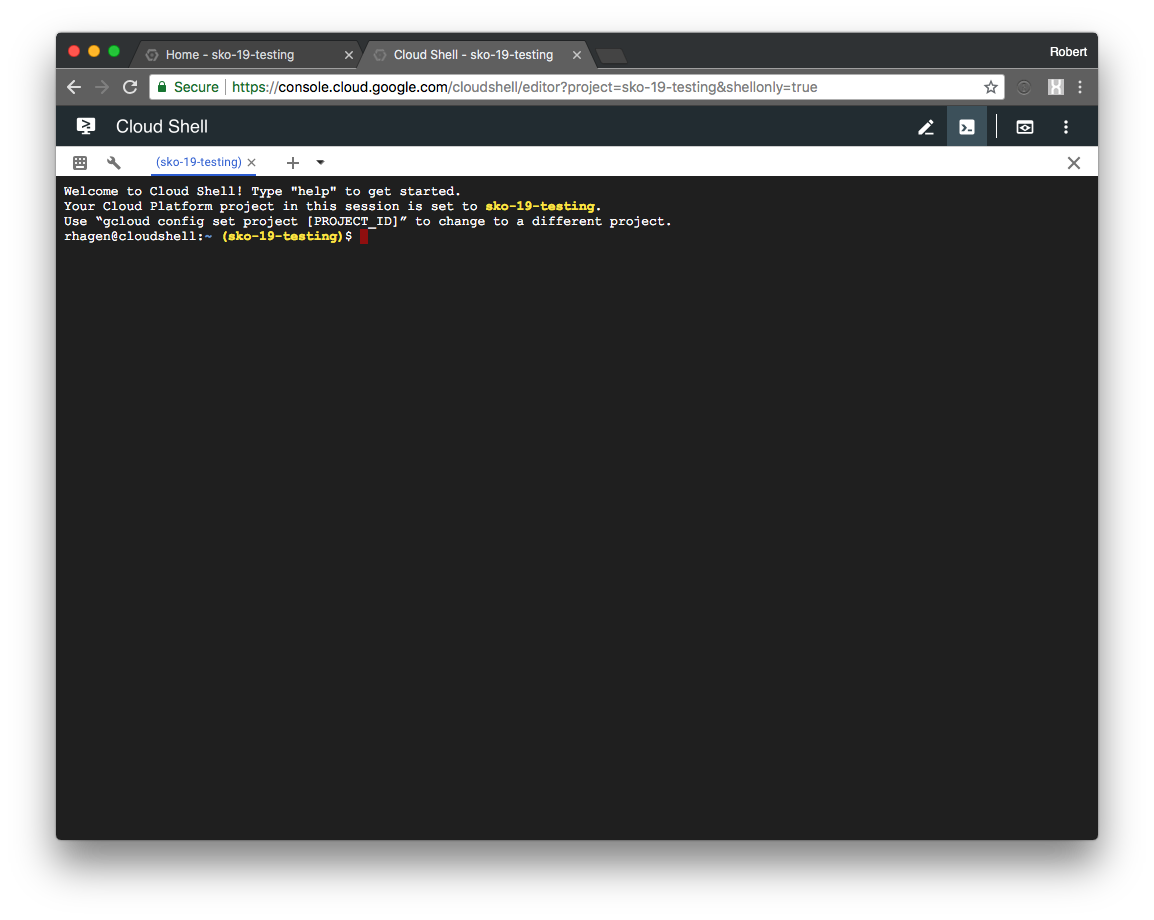 Home - sko-19-testing
Cloud Shell - sko-19-testing
Robert
Secure https://console.cloud.google.com/cloudshell/editor?project=sko-19-testing&shellonly=true
Cloud Shell
(sko-19-testing)
Welcome to Cloud Shell! Type "help" to get started.
Your Cloud Platform project in this session is set to sko-19-testing.
Use “gcloud config set project [PROJECT_ID]” to change to a different project.
rhagen@cloudshell:~ (sko-19-testing)$